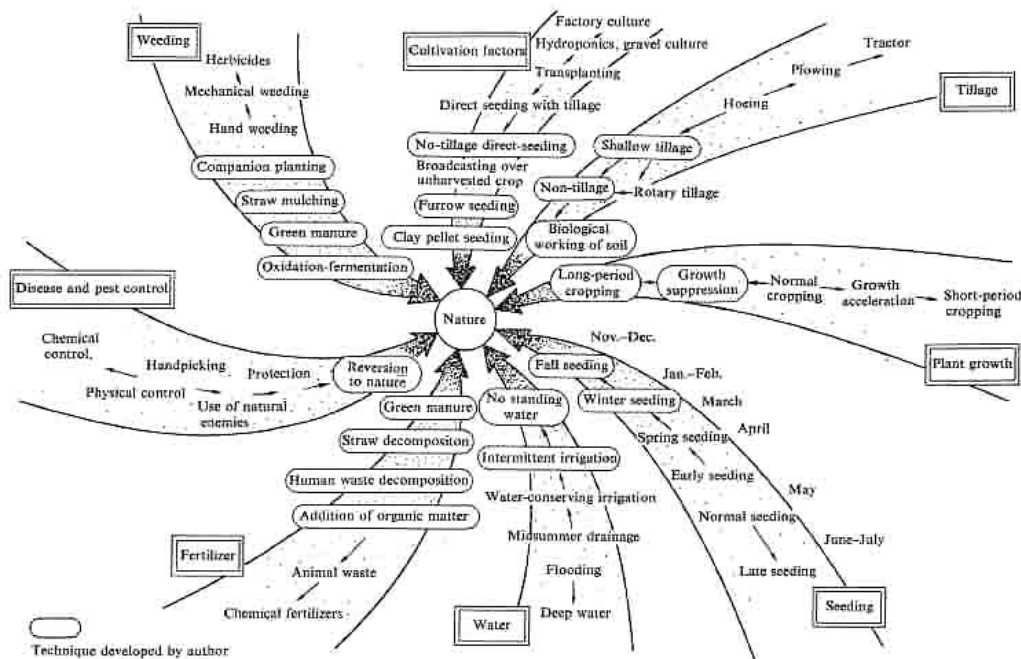 Weeding
Herbicides
Mechanical weeding
Hand weeding
Companion planting
Straw mulching
Green manure
Oxidation-fermentation
Cultivation factors
Factory culture
Hydroponics, gravel culture
Transplanting
Direct seeding with tillage
No-tillage direct-seeding
Broadcasting over
unharvested crop
Furrow seeding
Clay pellet seeding
Tillage
Tractor
Plowing
Hoeing
Shallow tillage
Non-tillage
Rotary tillage
Biological
working of soil
Disease and pest control
Chemical
control,
Handpicking
Physical control
Protection
Use of natural
enemies
Reversion
to nature
Nature
Long-period
cropping
Growth
suppression
Normal
cropping
Growth
acceleration
Short-period
cropping
Plant growth
Fertilizer
Green manure
Straw decompositon
Human waste decomposition
Addition of organic matter
Animal waste
Chemical fertilizers
Water
No standing
water
Intermittent irrigation
Water-conserving irrigation
Midsummer drainage
Flooding
Deep water
Nov.–Dec.
Fall seeding
Jan.–Feb.
Winter seeding
March
Spring seeding
April
Early seeding
May
Normal seeding
June–July
Late seeding
Seeding
Technique developed by author